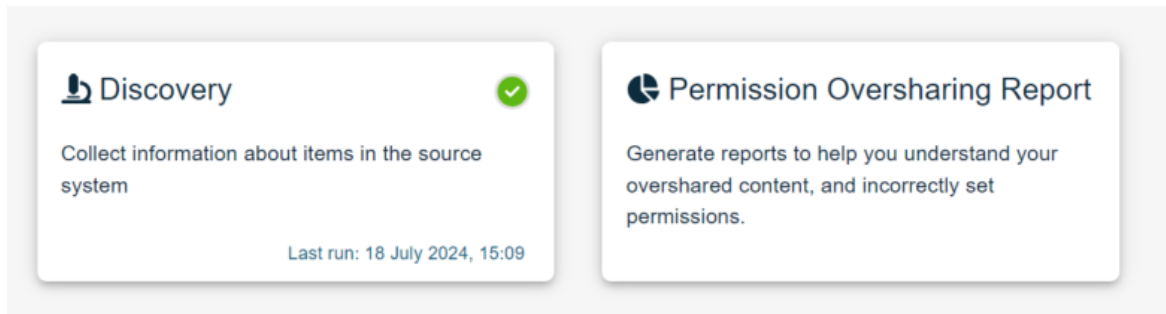 Discovery
Collect information about items in the source
system
Last run: 18 July 2024, 15:09
Permission Oversharing Report
Generate reports to help you understand your
overshared content, and incorrectly set
permissions.